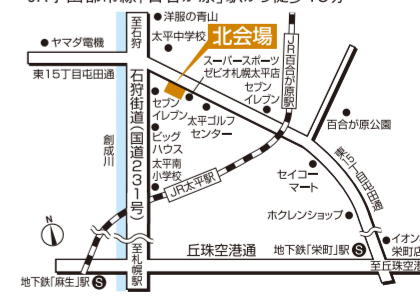 至石狩
洋服の青山
太平中学校
北会場
ヤマダ電機
スーパースポーツ
ゼビオ札幌太平店
JR百合が原駅
東15丁目屯田通
セブン
イレブン
セブン
イレブン
太平ゴルフ
センター
百合が原公園
石狩街道(国道231号)
創成川
ビッグ
ハウス
太平南
小学校
東15丁目屯田通
JR太平駅
セイコー
マート
ホクレンショップ
N
イオン
栄町店
至札幌駅
丘珠空港通
地下鉄「栄町」駅
S
至丘珠空港
地下鉄「麻生」駅
S